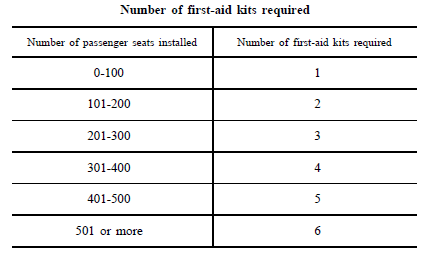 Number of first-aid kits required
Number of passenger seats installed Number of first-aid kits required
0-100 1
101-200 2
201-300 3
301-400 4
401-500 5
501 or more 6